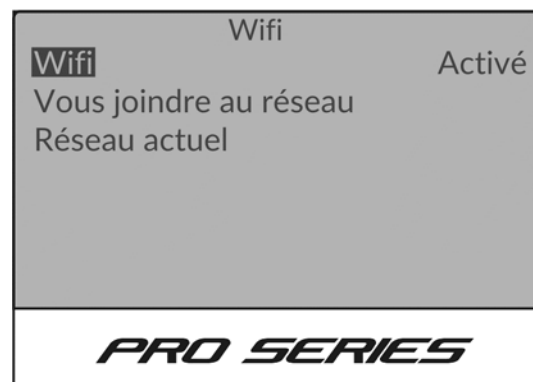 Wifi
Wifi Activé
Vous joindre au réseau
Réseau actuel
PRO SERIES